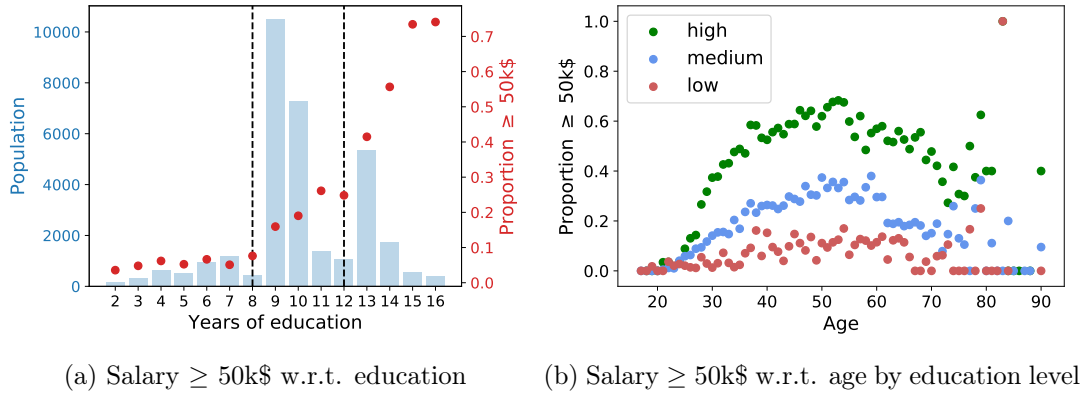 10000
8000
6000
4000
2000
0
Population
0.7
0.6
0.5
0.4
0.3
0.2
0.1
0.0
Proportion ≥ 50k$
2 3 4 5 6 7 8 9 10 11 12 13 14 15 16
Years of education
(a) Salary ≥ 50k$ w.r.t. education
1.0
0.8
0.6
0.4
0.2
0.0
Proportion ≥ 50k$
high
medium
low
20 30 40 50 60 70 80 90
Age
(b) Salary ≥ 50k$ w.r.t. age by education level